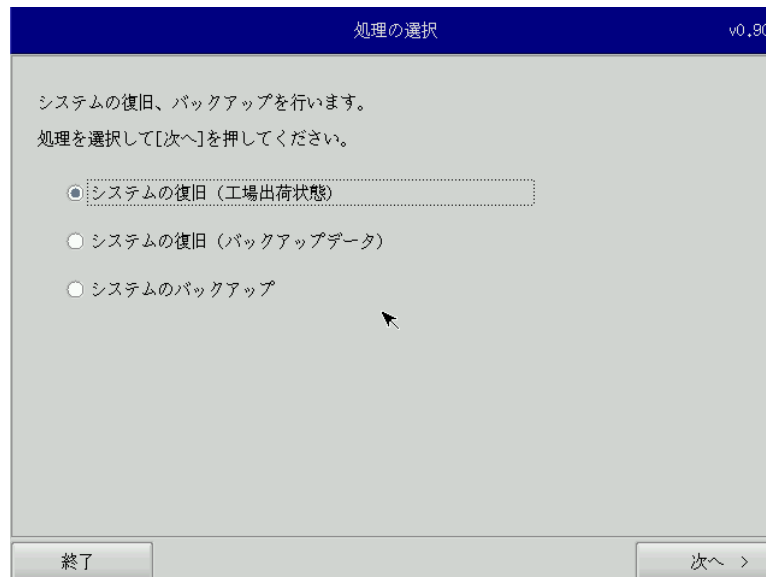 処理の選択
v0.90
システムの復旧、バックアップを行います。
処理を選択して[次へ]を押してください。
システムの復旧（工場出荷状態）
システムの復旧（バックアップデータ）
システムのバックアップ
終了
次へ >